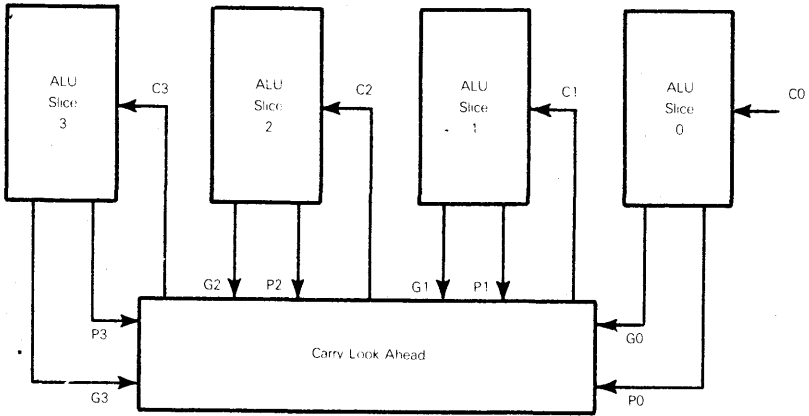 ALU
Slice
3
C3
ALU
Slice
2
C2
ALU
Slice
1
C1
ALU
Slice
0
C0
G2
P2
G1
P1
P3
G0
Carry Look Ahead
G3
P0